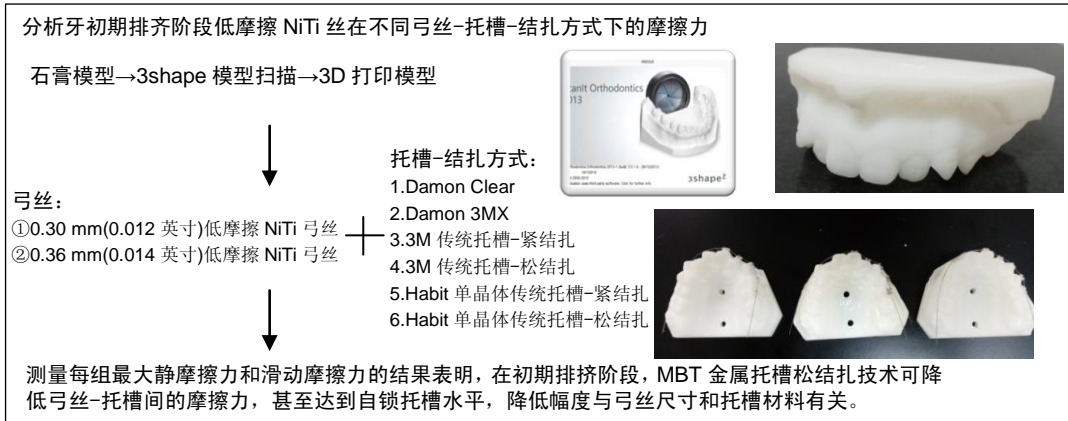 分析牙初期排齐阶段低摩擦 NiTi 丝在不同弓丝-托槽-结扎方式下的摩擦力
石膏模型→3shape 模型扫描→3D 打印模型
弓丝：
①0.30 mm(0.012 英寸)低摩擦 NiTi 弓丝
②0.36 mm(0.014 英寸)低摩擦 NiTi 弓丝
托槽-结扎方式：
1.Damon Clear
2.Damon 3MX
3.3M 传统托槽-紧结扎
4.3M 传统托槽-松结扎
5.Habit 单晶体传统托槽-紧结扎
6.Habit 单晶体传统托槽-松结扎
canIt Orthodontics
013
3shape
测量每组最大静摩擦力和滑动摩擦力的结果表明，在初期排挤阶段，MBT 金属托槽松结扎技术可降
低弓丝-托槽间的摩擦力，甚至达到自锁托槽水平，降低幅度与弓丝尺寸和托槽材料有关。